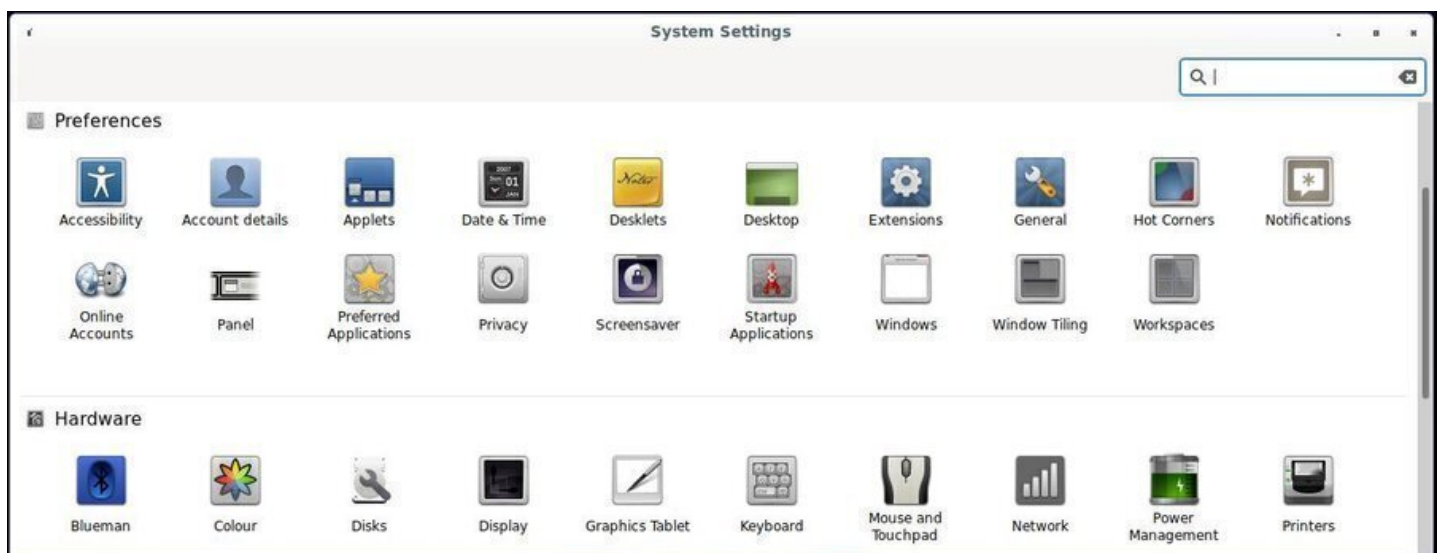 System Settings
Preferences
Accessibility
Account details
Applets
Date & Time
Desklets
Desktop
Extensions
General
Hot Corners
Notifications
Online
Accounts
Panel
Preferred
Applications
Privacy
Screensaver
Startup
Applications
Windows
Window Tiling
Workspaces
Hardware
Blueman
Colour
Disks
Display
Graphics Tablet
Keyboard
Mouse and
Touchpad
Network
Power
Management
Printers